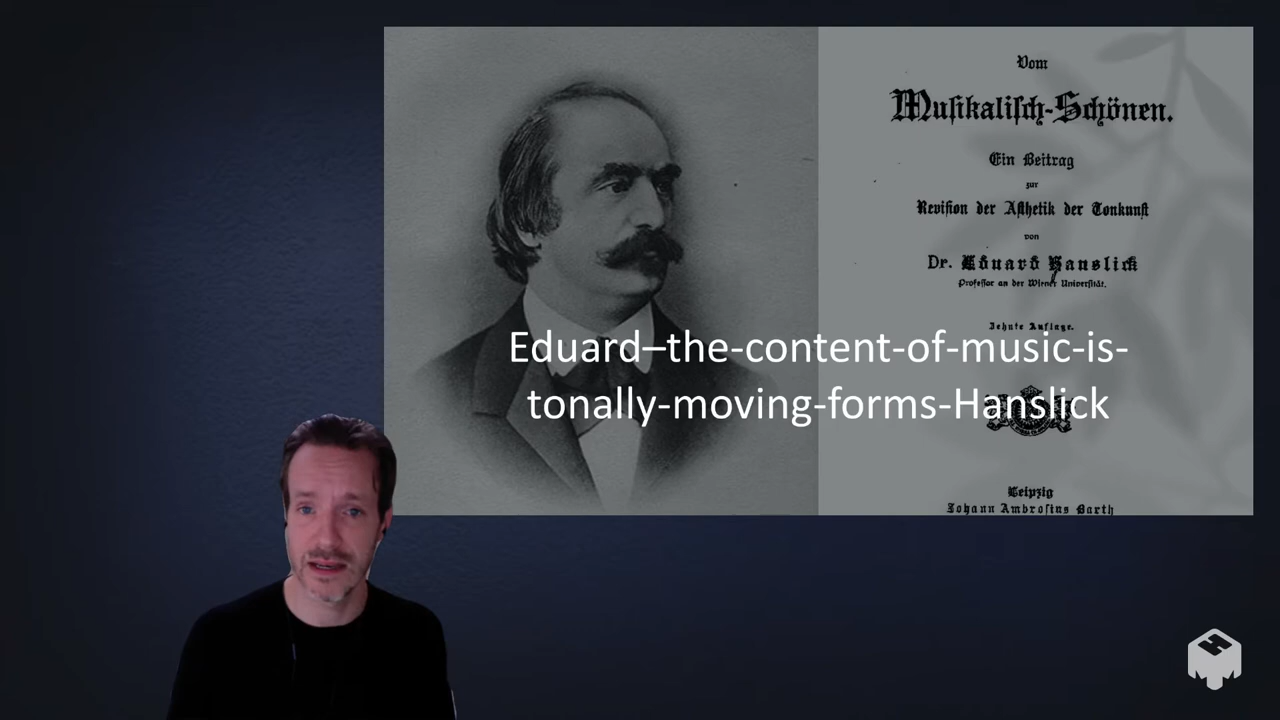 Vom
Muſikaliſch-Schönen.
Ein Beitrag
zur
Reviſion der Äſthetik der Tonkunſt
von
Dr. Eduard Hanslick
Profeſſor an der Wiener Univerſität.
Zehnte Auflage.
Eduard–the-content-of-music-is-
tonally-moving-forms-Hanslick
Leipzig
Johann Ambroſius Barth